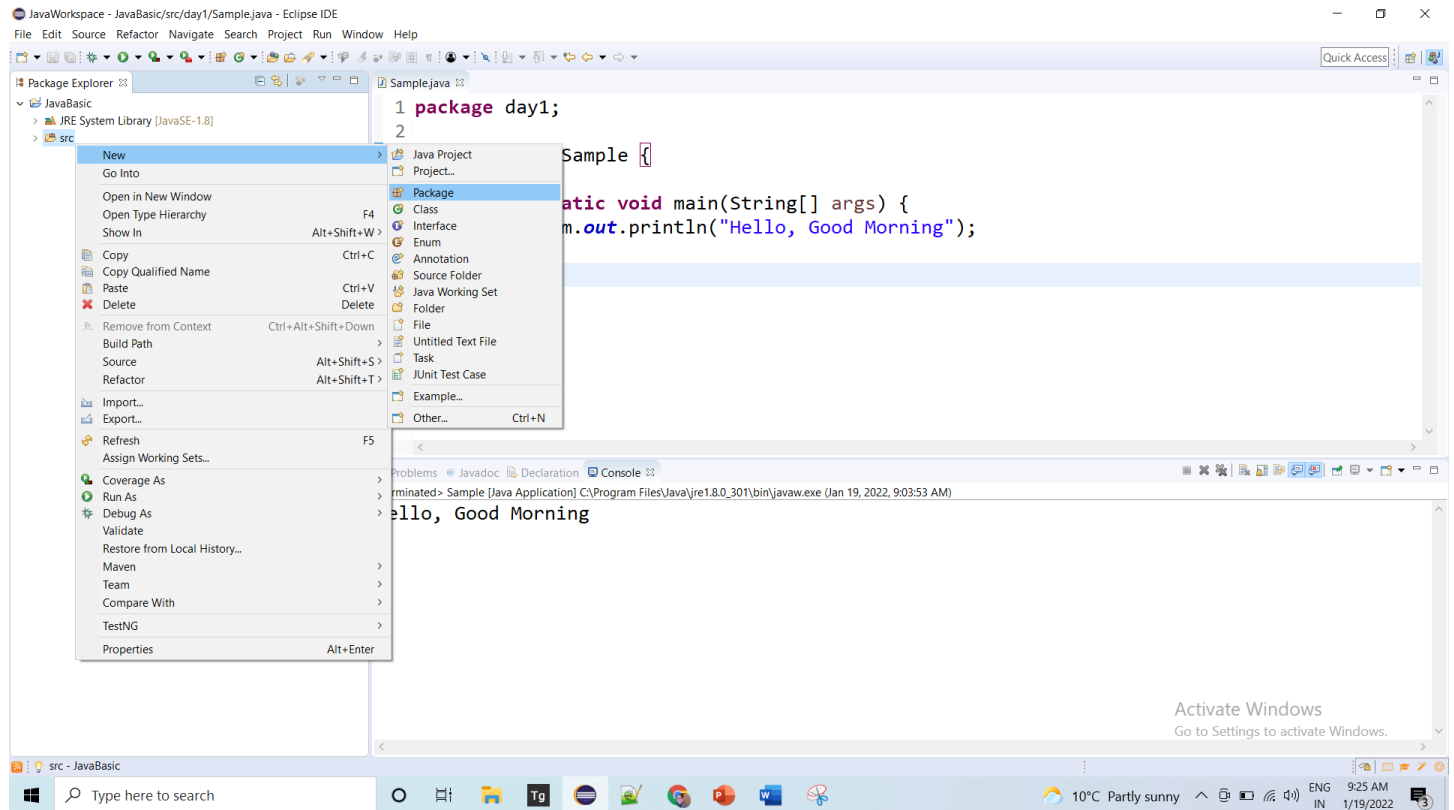 JavaWorkspace - JavaBasic/src/day1/Sample.java - Eclipse IDE
File Edit Source Refactor Navigate Search Project Run Window Help
Quick Access
Package Explorer
JavaBasic
JRE System Library [JavaSE-1.8]
src
New
Go Into
Open in New Window
Open Type Hierarchy F4
Show In Alt+Shift+W >
Copy Ctrl+C
Copy Qualified Name
Paste Ctrl+V
Delete Delete
Remove from Context Ctrl+Alt+Shift+Down
Build Path
Source Alt+Shift+S >
Refactor Alt+Shift+T >
Import...
Export...
Refresh F5
Assign Working Sets...
Coverage As
Run As
Debug As
Validate
Restore from Local History...
Maven
Team
Compare With
TestNG
Properties Alt+Enter
Java Project
Project...
Package
Class
Interface
Enum
Annotation
Source Folder
Java Working Set
Folder
File
Untitled Text File
Task
JUnit Test Case
Example...
Other... Ctrl+N
Sample.java
1 package day1;
2
Sample {
atic void main(String[] args) {
m.out.println("Hello, Good Morning");
Problems @ Javadoc Declaration Console
rminated> Sample [Java Application] C:\Program Files\Java\jre1.8.0_301\bin\javaw.exe (Jan 19, 2022, 9:03:53 AM)
ello, Good Morning
Activate Windows
Go to Settings to activate Windows.
src - JavaBasic
Type here to search
Tg
10°C Partly sunny
ENG
IN
9:25 AM
1/19/2022
3